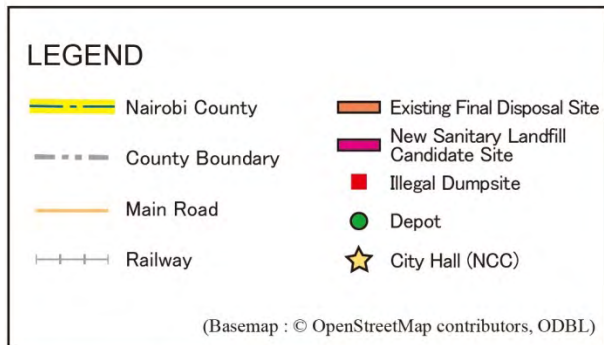 LEGEND
Nairobi County
County Boundary
Main Road
Railway
Existing Final Disposal Site
New Sanitary Landfill
Candidate Site
Illegal Dumpsite
Depot
City Hall (NCC)
(Basemap : © OpenStreetMap contributors, ODBL)